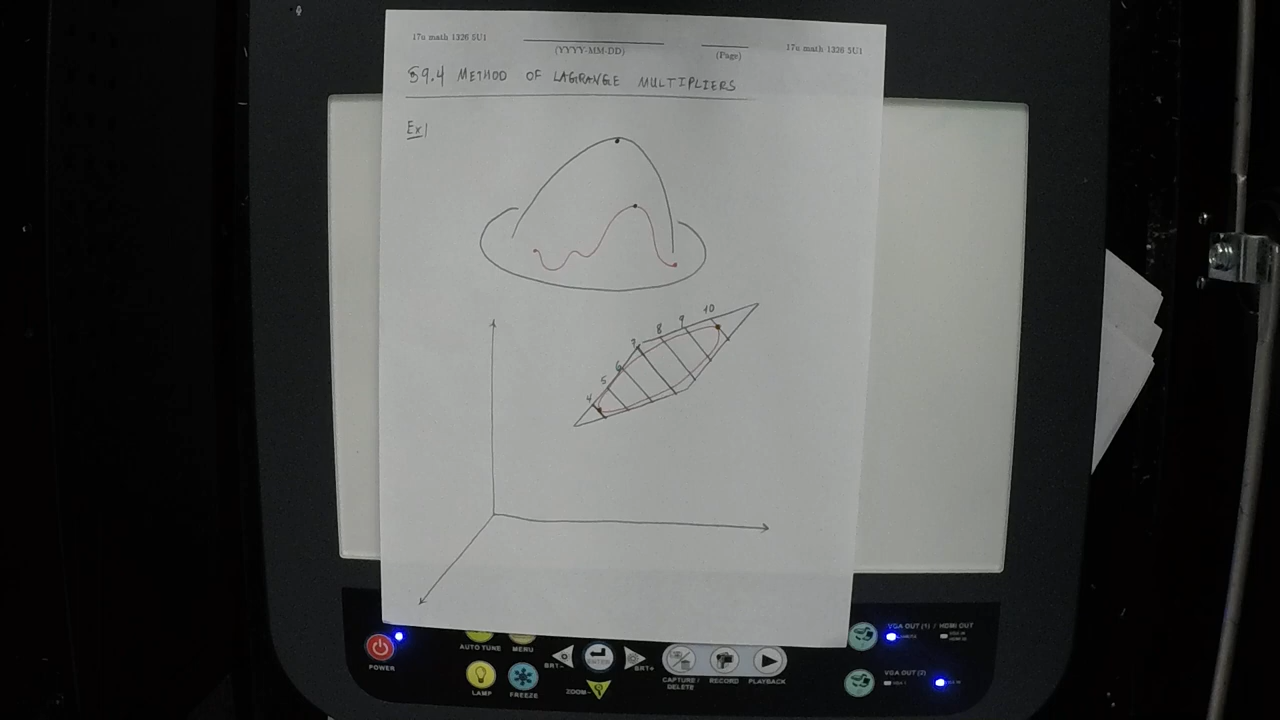 17u math 1326 5U1
(YYYY-MM-DD)
(Page)
17u math 1326 5U1
§9.4 METHOD OF LAGRANGE MULTIPLIERS
Ex1
10
9
8
7
6
5
4
POWER
AUTO TUNE
MENU
LAMP
FREEZE
BRT-
ENTER
BRT+
ZOOM-
CAPTURE /
DELETE
RECORD
PLAYBACK
VGA OUT (1) / HDMI OUT
VGA OUT (2)